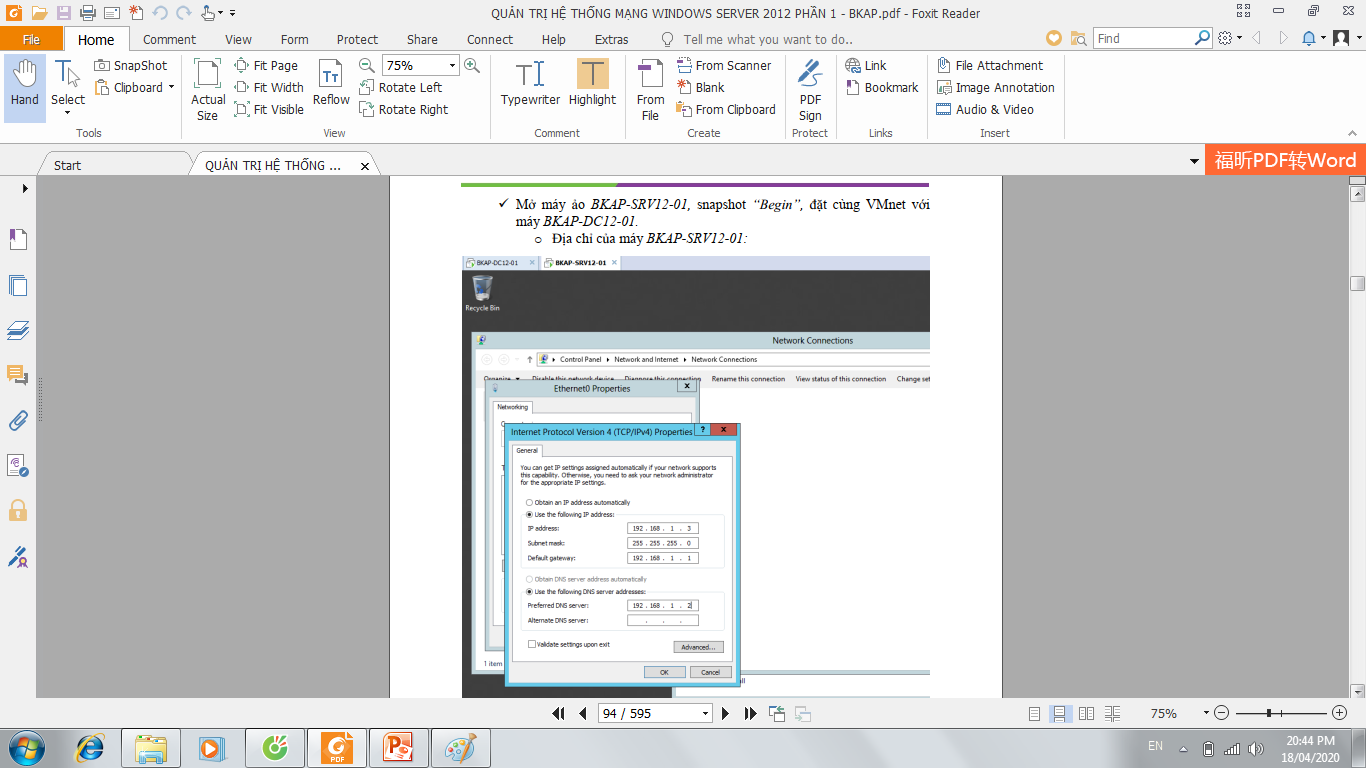 QUẢN TRỊ HỆ THỐNG MẠNG WINDOWS SERVER 2012 PHẦN 1 - BKAP.pdf - Foxit Reader
File Home Comment View Form Protect Share Connect Help Extras Tell me what you want to do.. Find
Hand
Select
SnapShot
Clipboard
Tools
Actual Size
Fit Page
Fit Width
Fit Visible
Reflow
75%
Rotate Left
Rotate Right
View
Typewriter
Highlight
Comment
From File
From Scanner
Blank
From Clipboard
Create
PDF Sign
Protect
Link
Bookmark
Links
File Attachment
Image Annotation
Audio & Video
Insert
Start
QUẢN TRỊ HỆ THỐNG ...
福昕PDF转Word
Mở máy ảo BKAP-SRV12-01, snapshot “Begin”, đặt cùng VMnet với
máy BKAP-DC12-01.
o Địa chỉ của máy BKAP-SRV12-01:
BKAP-DC12-01 BKAP-SRV12-01
Recycle Bin
Network Connections
Control Panel Network and Internet Network Connections
Organize Disable this network device Diagnose this connection Rename this connection View status of this connection Change set
Ethernet0 Properties
Networking
Internet Protocol Version 4 (TCP/IPv4) Properties
General
You can get IP settings assigned automatically if your network supports
this capability. Otherwise, you need to ask your network administrator
for the appropriate IP settings.
Obtain an IP address automatically
Use the following IP address:
IP address: 192 . 168 . 1 . 3
Subnet mask: 255 . 255 . 255 . 0
Default gateway: 192 . 168 . 1 . 1
Obtain DNS server address automatically
Use the following DNS server addresses:
Preferred DNS server: 192 . 168 . 1 . 2
Alternate DNS server: . . .
Validate settings upon exit
Advanced...
OK Cancel
1 item
94 / 595
75%
PDF
EN
20:44 PM
18/04/2020